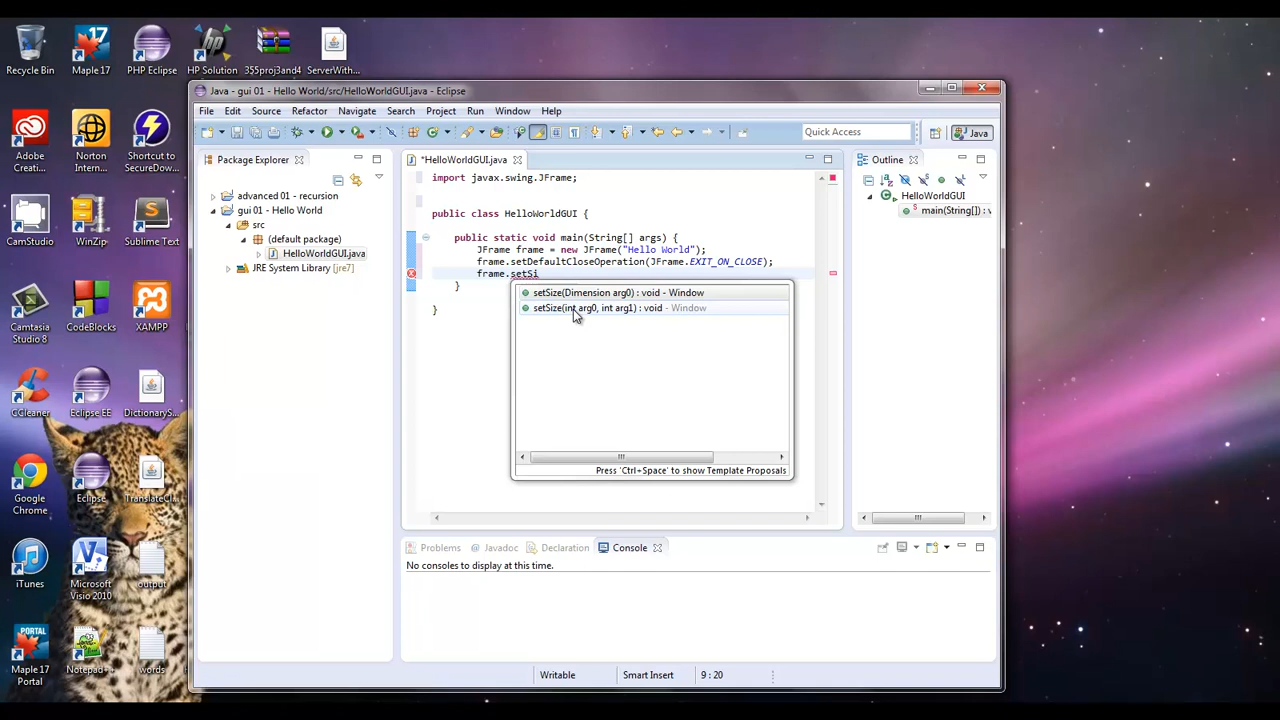 Recycle Bin
Maple 17
PHP Eclipse
HP Solution
355proj3and4
ServerWith...
Adobe
Creati...
Norton
Intern...
Shortcut to
SecureDow...
CamStudio
WinZip
Sublime Text
Camtasia
Studio 8
CodeBlocks
XAMPP
CCleaner
Eclipse EE
DictionaryS...
Google
Chrome
Eclipse
TranslateCl...
iTunes
Microsoft
Visio 2010
output
Maple 17
Portal
Notepad++
words
Java - gui 01 - Hello World/src/HelloWorldGUI.java - Eclipse
File Edit Source Refactor Navigate Search Project Run Window Help
Quick Access
Java
Package Explorer
advanced 01 - recursion
gui 01 - Hello World
src
(default package)
HelloWorldGUI.java
JRE System Library [jre7]
*HelloWorldGUI.java
import javax.swing.JFrame;
public class HelloWorldGUI {
public static void main(String[] args) {
JFrame frame = new JFrame("Hello World");
frame.setDefaultCloseOperation(JFrame.EXIT_ON_CLOSE);
frame.setSi
}
}
setSize(Dimension arg0) : void - Window
setSize(int arg0, int arg1) : void - Window
Press 'Ctrl+Space' to show Template Proposals
Outline
HelloWorldGUI
main(String[]) : v
Problems Javadoc Declaration Console
No consoles to display at this time.
Writable Smart Insert 9 : 20